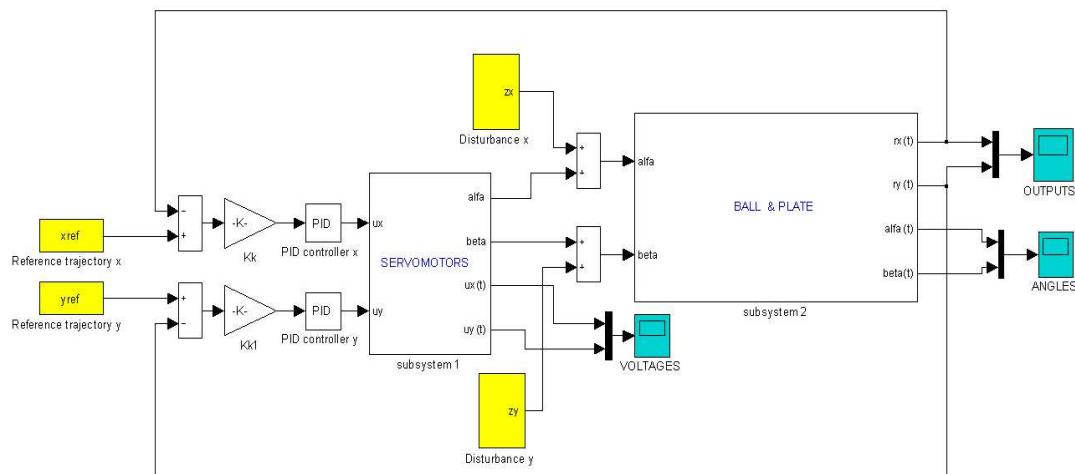 zx
Disturbance x
+
+
alfa
rx (t)
ry (t)
alfa (t)
beta(t)
BALL & PLATE
beta
subsystem 2
OUTPUTS
ANGLES
x ref
Reference trajectory x
y ref
Reference trajectory y
−
+
+
−
-K-
Kk
-K-
Kk1
PID
PID controller x
PID
PID controller y
ux
uy
alfa
beta
SERVOMOTORS
ux (t)
uy (t)
subsystem 1
+
+
VOLTAGES
zy
Disturbance y